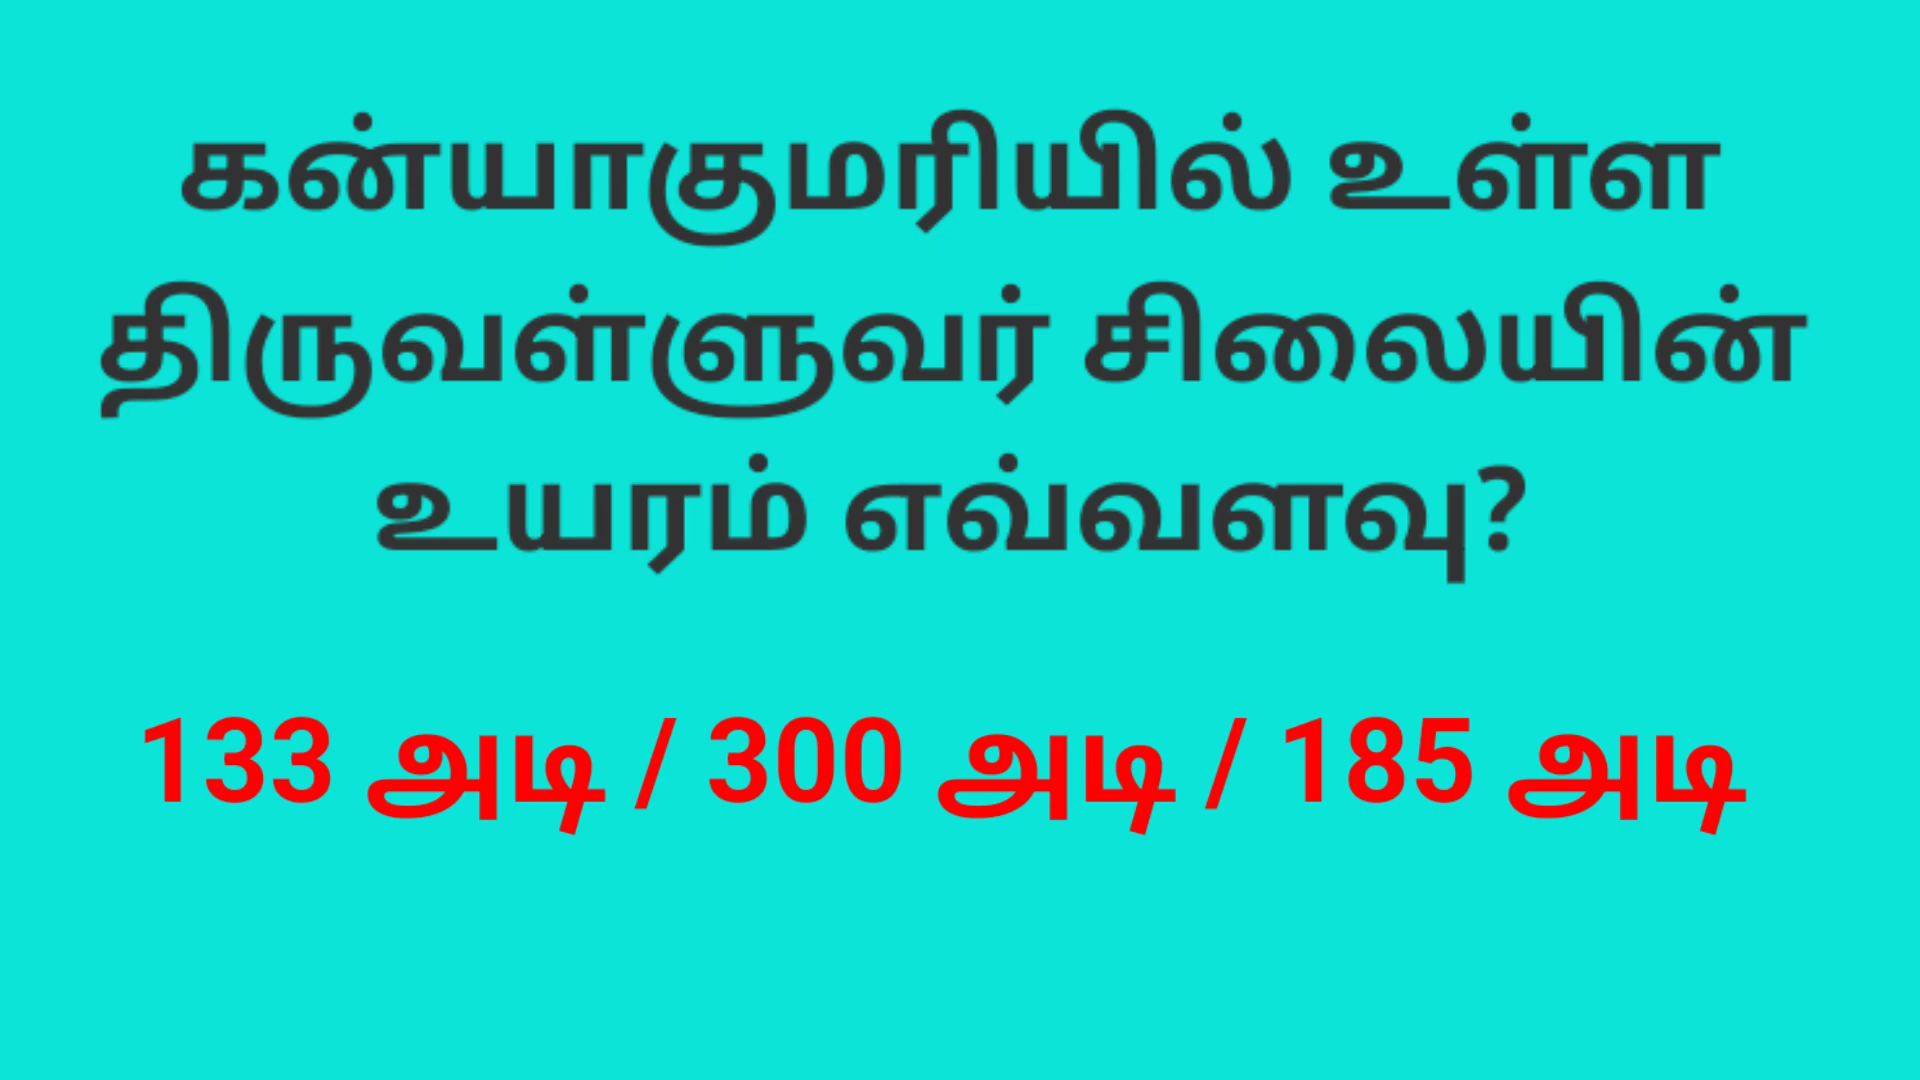 கன்யாகுமரியில் உள்ள
திருவள்ளுவர் சிலையின்
உயரம் எவ்வளவு?
133 அடி / 300 அடி / 185 அடி